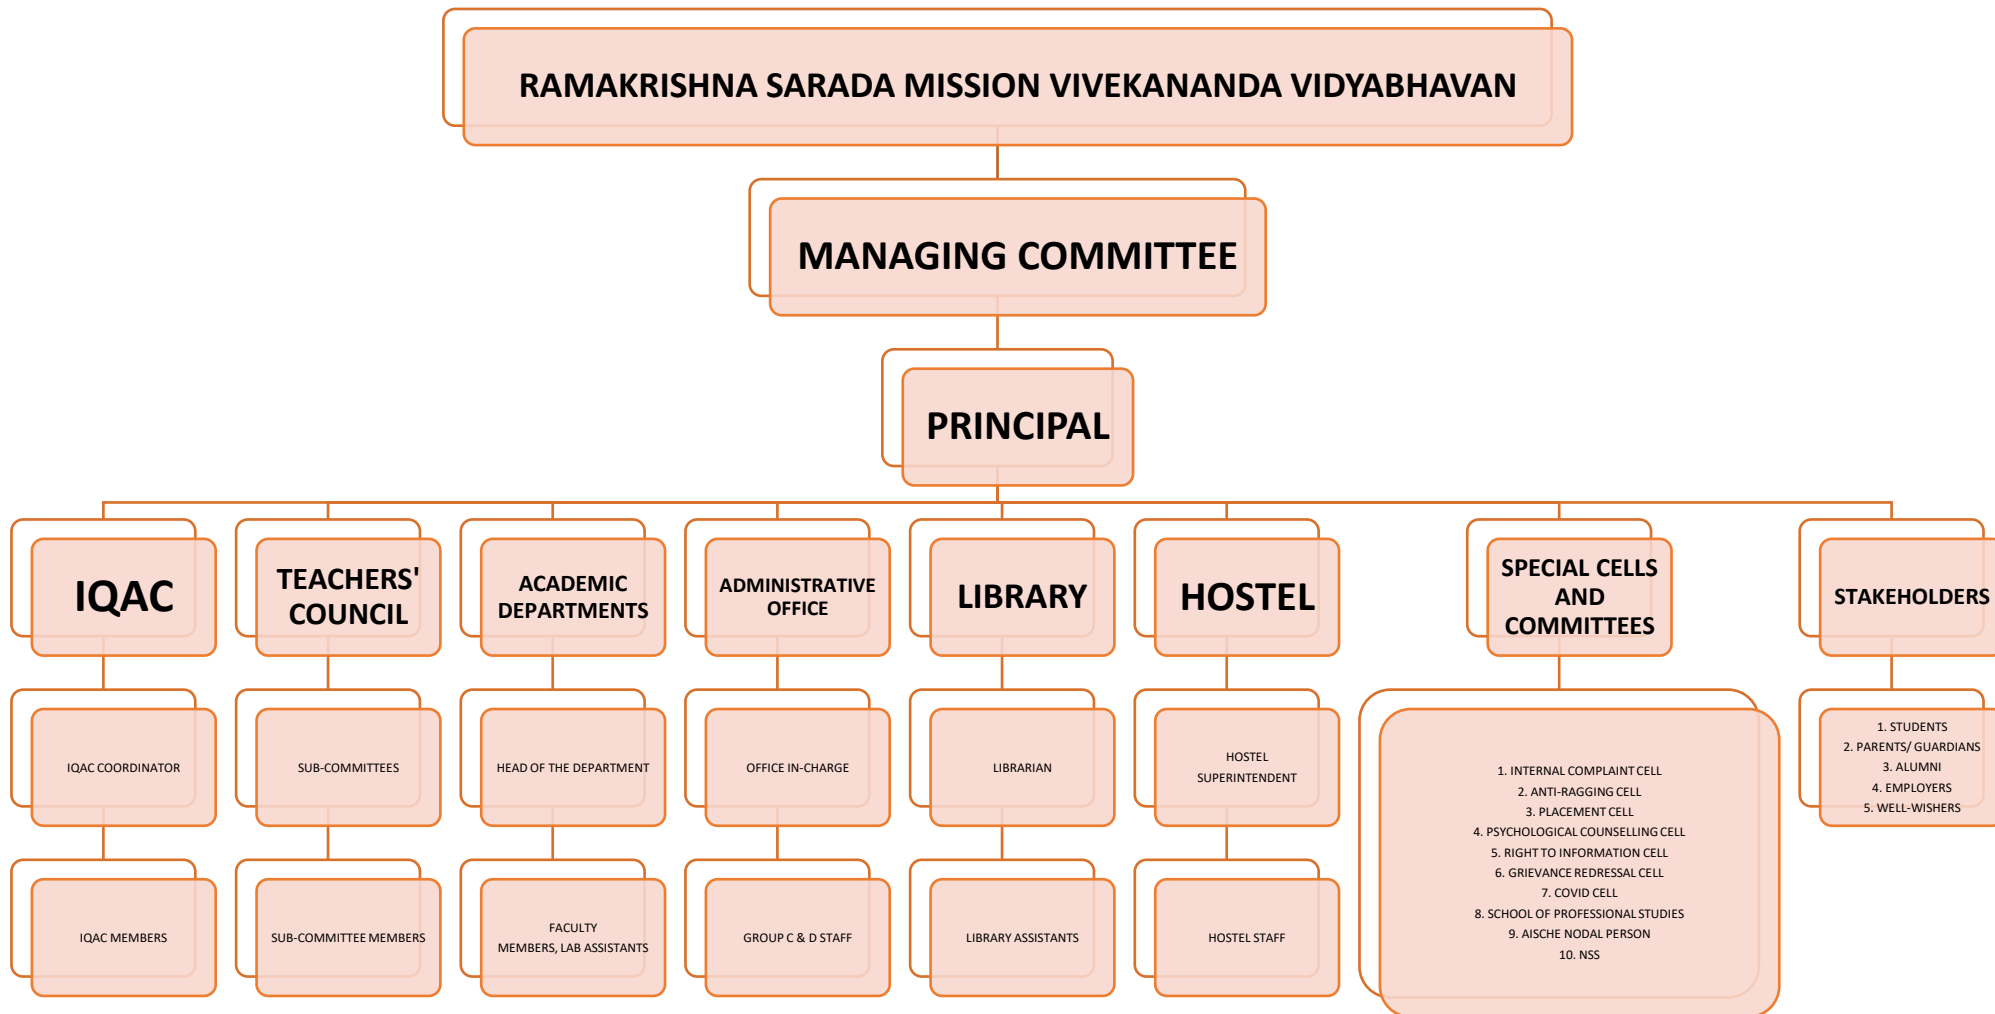 RAMAKRISHNA SARADA MISSION VIVEKANANDA VIDYABHAVAN
MANAGING COMMITTEE
PRINCIPAL
IQAC
TEACHERS'
COUNCIL
ACADEMIC
DEPARTMENTS
ADMINISTRATIVE
OFFICE
LIBRARY
HOSTEL
SPECIAL CELLS
AND
COMMITTEES
STAKEHOLDERS
IQAC COORDINATOR
SUB-COMMITTEES
HEAD OF THE DEPARTMENT
OFFICE IN-CHARGE
LIBRARIAN
HOSTEL
SUPERINTENDENT
1. INTERNAL COMPLAINT CELL
2. ANTI-RAGGING CELL
3. PLACEMENT CELL
4. PSYCHOLOGICAL COUNSELLING CELL
5. RIGHT TO INFORMATION CELL
6. GRIEVANCE REDRESSAL CELL
7. COVID CELL
8. SCHOOL OF PROFESSIONAL STUDIES
9. AISCHE NODAL PERSON
10. NSS
1. STUDENTS
2. PARENTS/ GUARDIANS
3. ALUMNI
4. EMPLOYERS
5. WELL-WISHERS
IQAC MEMBERS
SUB-COMMITTEE MEMBERS
FACULTY
MEMBERS, LAB ASSISTANTS
GROUP C & D STAFF
LIBRARY ASSISTANTS
HOSTEL STAFF